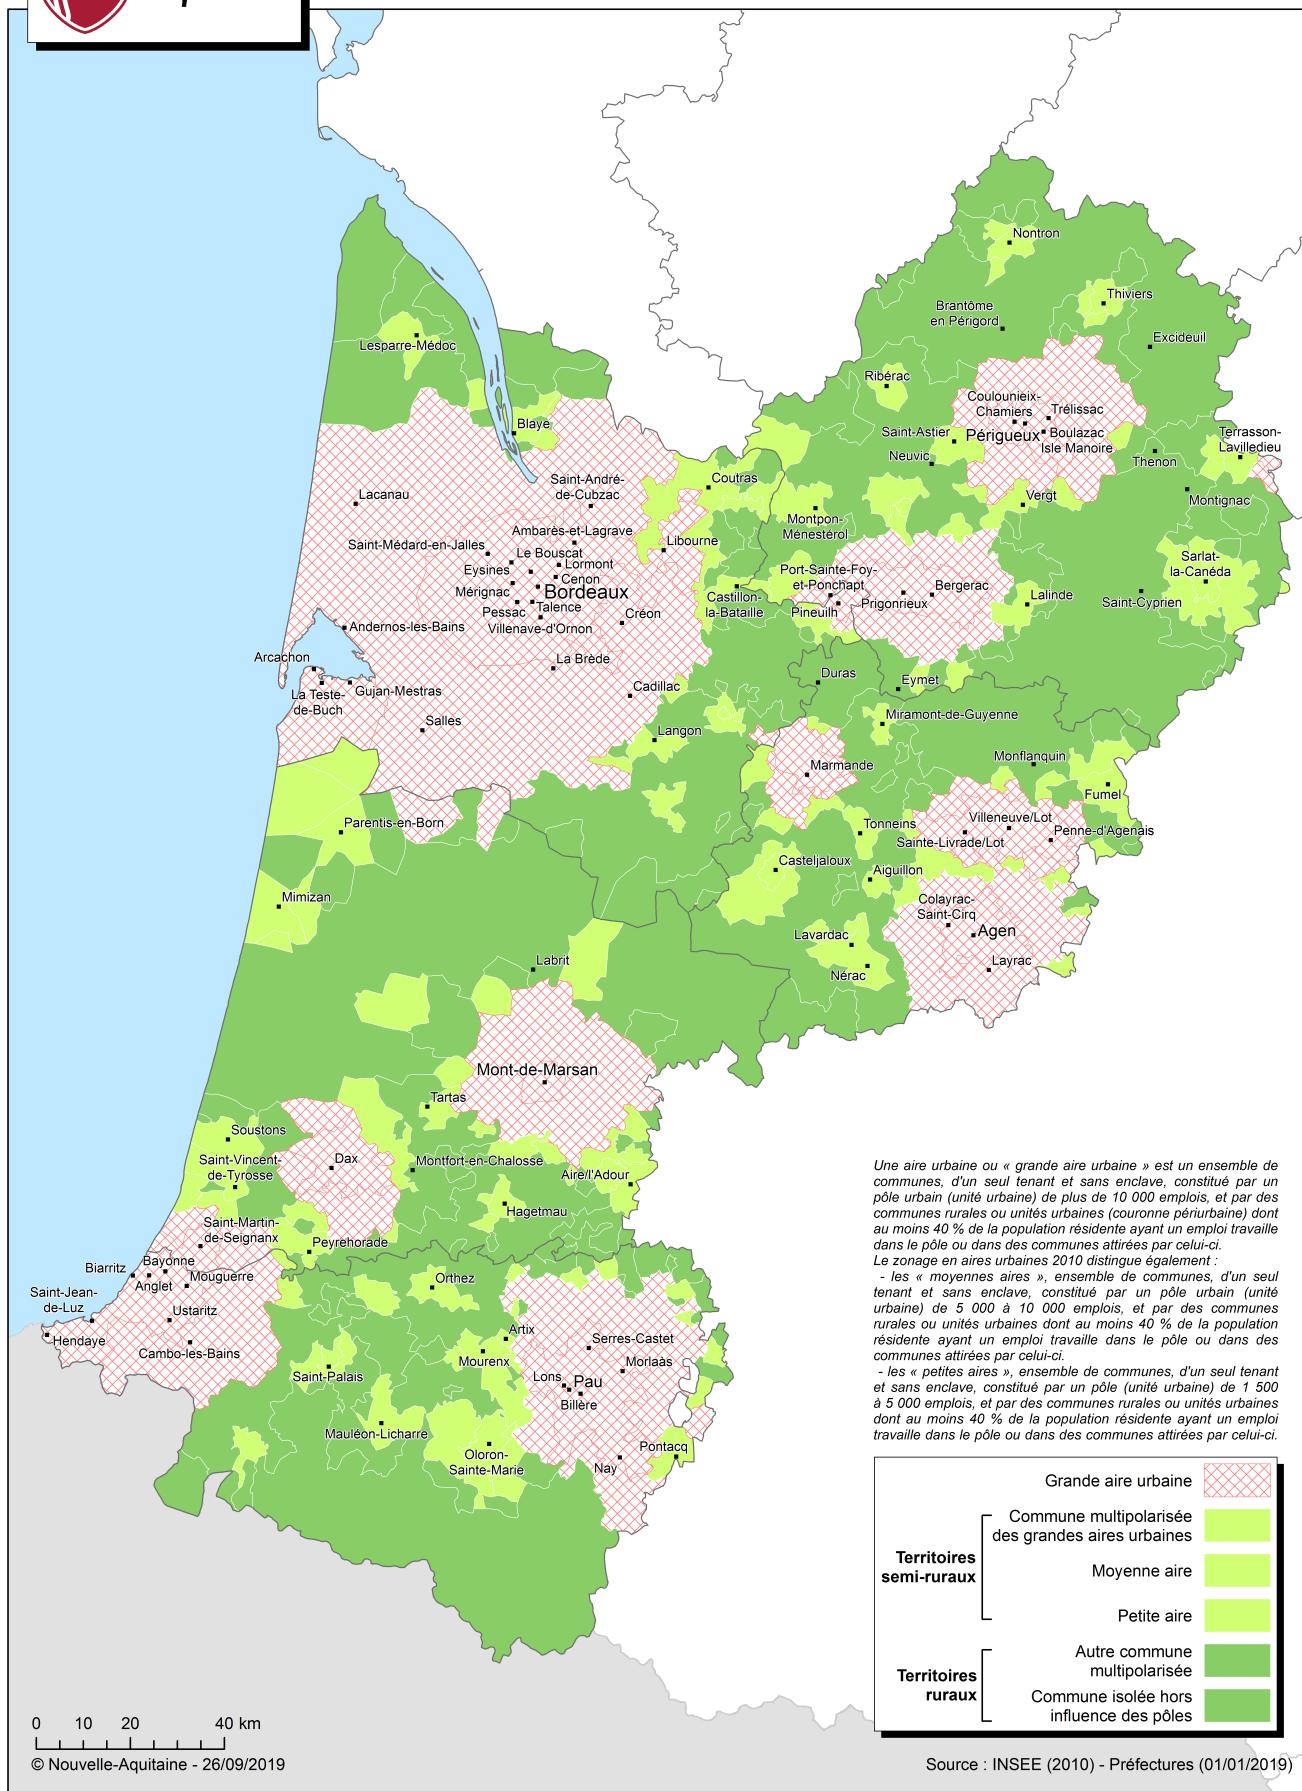 Nontron
Thiviers
Brantôme
en Périgord
Excideuil
Lesparre-Médoc
Ribérac
Coulounieix-
Chamiers
Trélissac
Blaye
Saint-Astier
Périgueux
Boulazac
Isle Manoire
Terrasson-
Lavilledieu
Neuvic
Thenon
Saint-André-
de-Cubzac
Coutras
Lacanau
Vergt
Montignac
Montpon-
Ménestérol
Ambarès-et-Lagrave
Libourne
Saint-Médard-en-Jalles
Le Bouscat
Lormont
Eysines
Cenon
Port-Sainte-Foy-
et-Ponchapt
Sarlat-
la-Canéda
Mérignac
Bordeaux
Castillon-
la-Bataille
Bergerac
Pessac
Talence
Créon
Pineuilh
Prigonrieux
Lalinde
Saint-Cyprien
Villenave-d'Ornon
Andernos-les-Bains
Arcachon
La Brède
Duras
Eymet
La Teste-
de-Buch
Gujan-Mestras
Cadillac
Salles
Langon
Miramont-de-Guyenne
Marmande
Monflanquin
Fumel
Parentis-en-Born
Tonneins
Villeneuve/Lot
Sainte-Livrade/Lot
Penne-d'Agenais
Casteljaloux
Aiguillon
Mimizan
Colayrac-
Saint-Cirq
Lavardac
Agen
Labrit
Nérac
Layrac
Mont-de-Marsan
Tartas
Soustons
Saint-Vincent-
de-Tyrosse
Dax
Montfort-en-Chalosse
Aire/l'Adour
Hagetmau
Saint-Martin-
de-Seignanx
Peyrehorade
Bayonne
Biarritz
Anglet
Mouguerre
Orthez
Saint-Jean-
de-Luz
Ustaritz
Artix
Hendaye
Cambo-les-Bains
Serres-Castet
Mourenx
Saint-Palais
Morlaàs
Lons
Pau
Billère
Mauléon-Licharre
Oloron-
Sainte-Marie
Pontacq
Nay
Une aire urbaine ou « grande aire urbaine » est un ensemble de
communes, d'un seul tenant et sans enclave, constitué par un
pôle urbain (unité urbaine) de plus de 10 000 emplois, et par des
communes rurales ou unités urbaines (couronne périurbaine) dont
au moins 40 % de la population résidente ayant un emploi travaille
dans le pôle ou dans des communes attirées par celui-ci.
Le zonage en aires urbaines 2010 distingue également :
- les « moyennes aires », ensemble de communes, d'un seul
tenant et sans enclave, constitué par un pôle urbain (unité
urbaine) de 5 000 à 10 000 emplois, et par des communes
rurales ou unités urbaines dont au moins 40 % de la population
résidente ayant un emploi travaille dans le pôle ou dans des
communes attirées par celui-ci.
- les « petites aires », ensemble de communes, d'un seul tenant
et sans enclave, constitué par un pôle (unité urbaine) de 1 500
à 5 000 emplois, et par des communes rurales ou unités urbaines
dont au moins 40 % de la population résidente ayant un emploi
travaille dans le pôle ou dans des communes attirées par celui-ci.
Grande aire urbaine
Commune multipolarisée
des grandes aires urbaines
Territoires
semi-ruraux
Moyenne aire
Petite aire
Autre commune
multipolarisée
Territoires
ruraux
Commune isolée hors
influence des pôles
0 10 20 40 km
© Nouvelle-Aquitaine - 26/09/2019
Source : INSEE (2010) - Préfectures (01/01/2019)